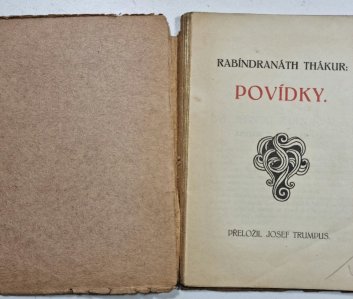 RABÍNDRANÁTH THÁKUR:
POVÍDKY.
PŘELOŽIL JOSEF TRUMPUS.